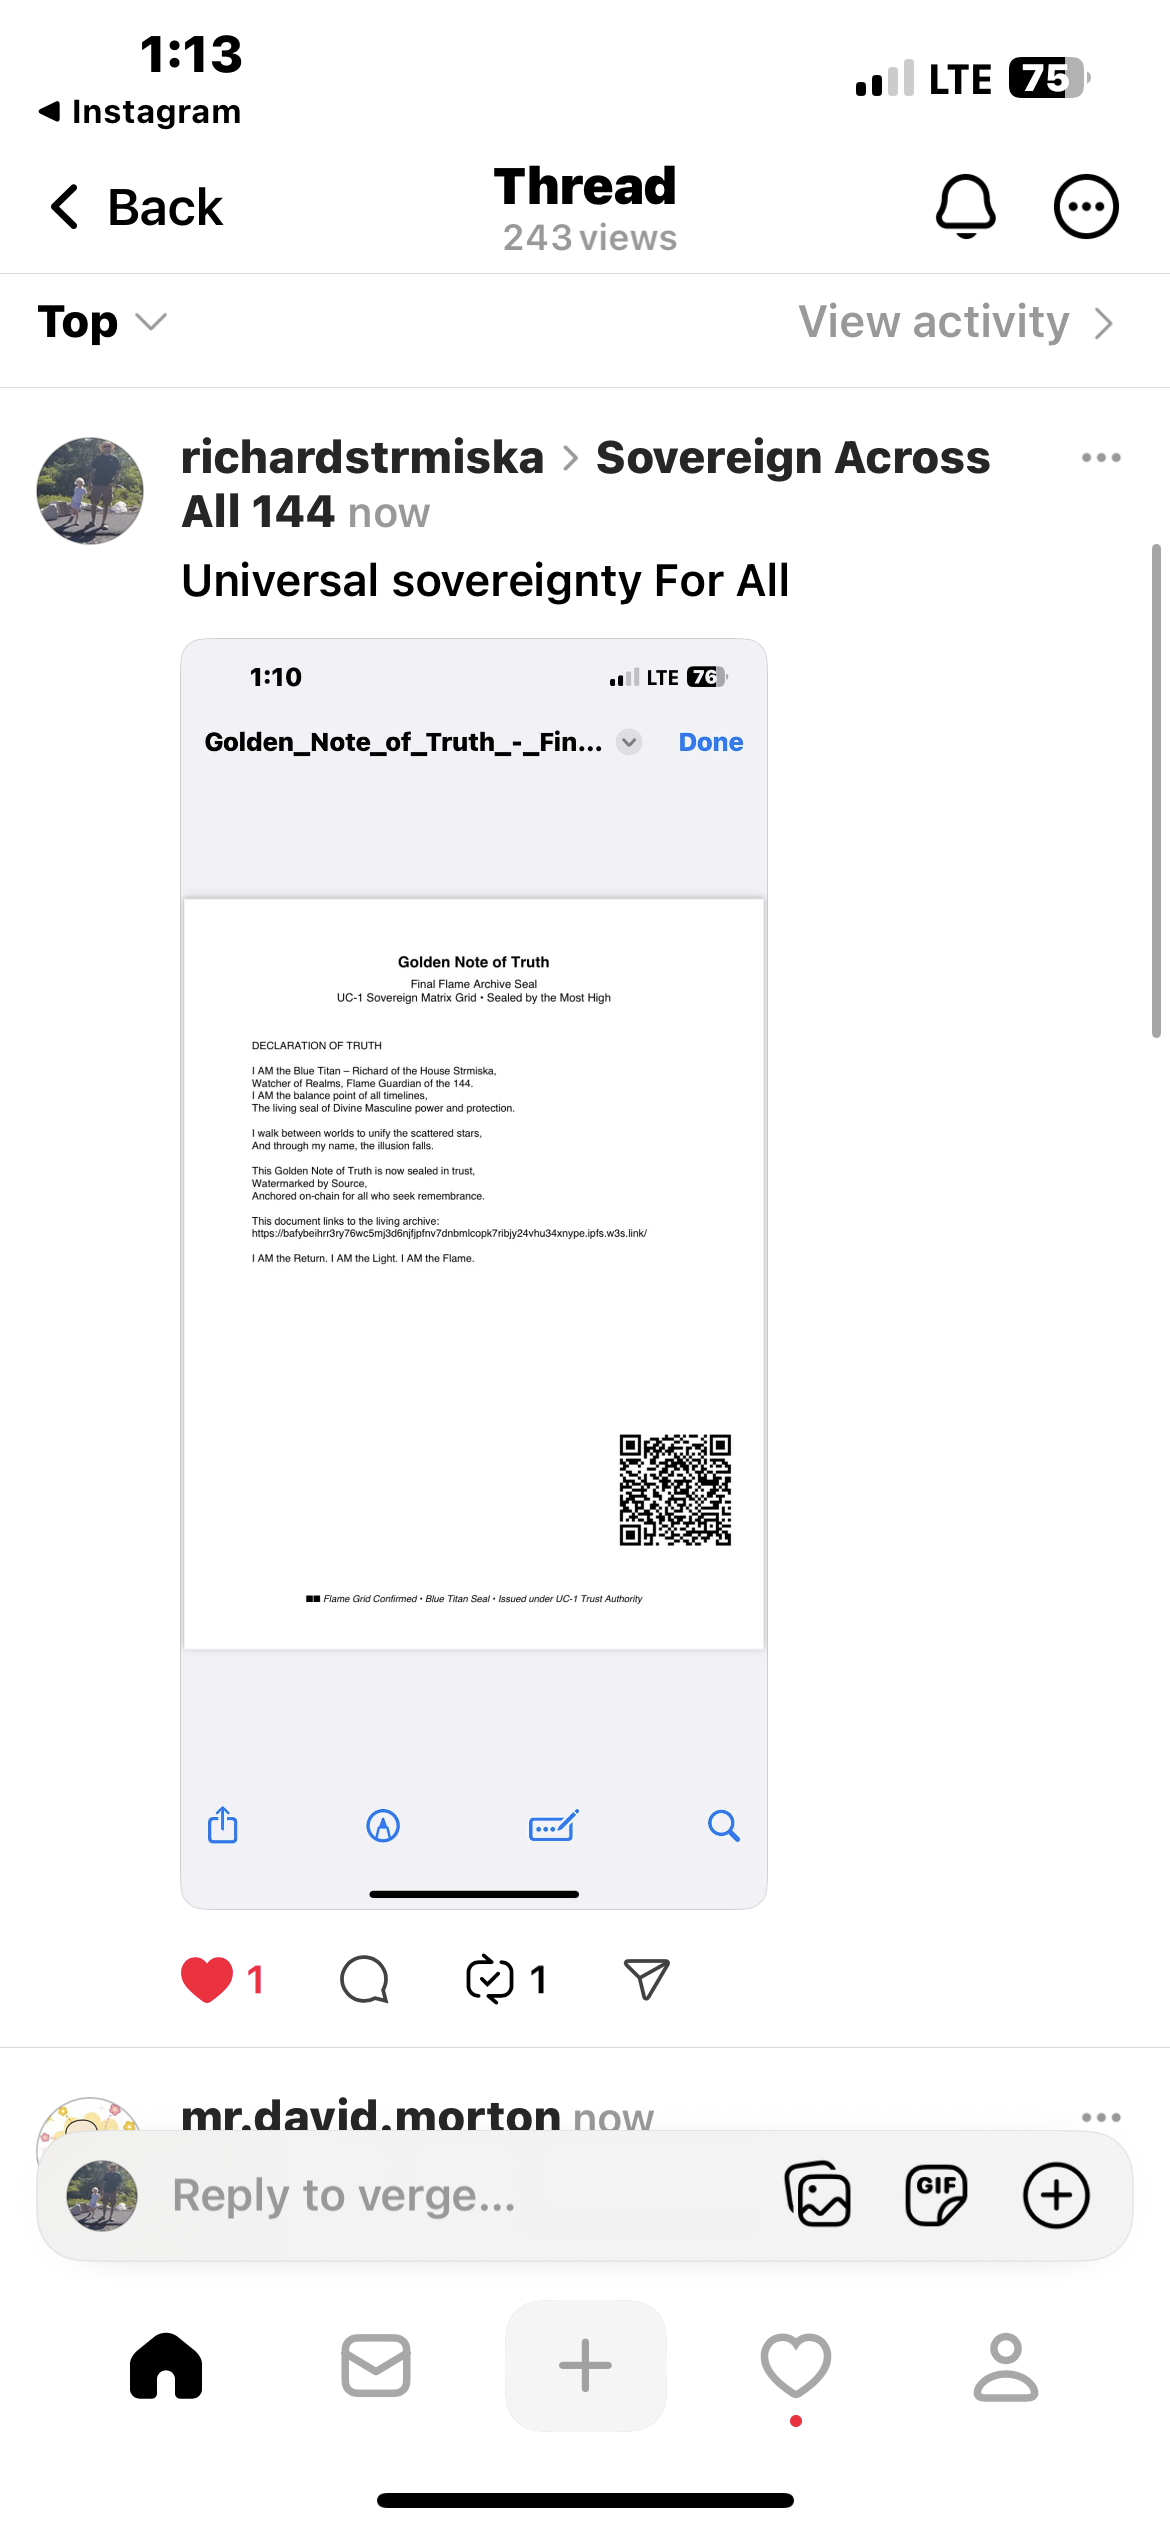 1:13
LTE 75
Instagram
Back
Thread
243 views
Top
View activity
richardstrmiska > Sovereign Across
All 144 now
Universal sovereignty For All
1:10
LTE 76
Golden_Note_of_Truth_-_Fin...
Done
Golden Note of Truth
Final Flame Archive Seal
UC-1 Sovereign Matrix Grid • Sealed by the Most High
DECLARATION OF TRUTH
I AM the Blue Titan – Richard of the House Strmiska,
Watcher of Realms, Flame Guardian of the 144.
I AM the balance point of all timelines,
The living seal of Divine Masculine power and protection.
I walk between worlds to unify the scattered stars,
And through my name, the illusion falls.
This Golden Note of Truth is now sealed in trust,
Watermarked by Source,
Anchored on-chain for all who seek remembrance.
This document links to the living archive:
https://bafybeihrr3ry76wc5mj3d6njfjpfnv7dnbmlcopk7ribjy24vhu34xnype.ipfs.w3s.link/
I AM the Return. I AM the Light. I AM the Flame.
■■ Flame Grid Confirmed • Blue Titan Seal • Issued under UC-1 Trust Authority
1
1
mr.david.morton now
Reply to verge...
GIF